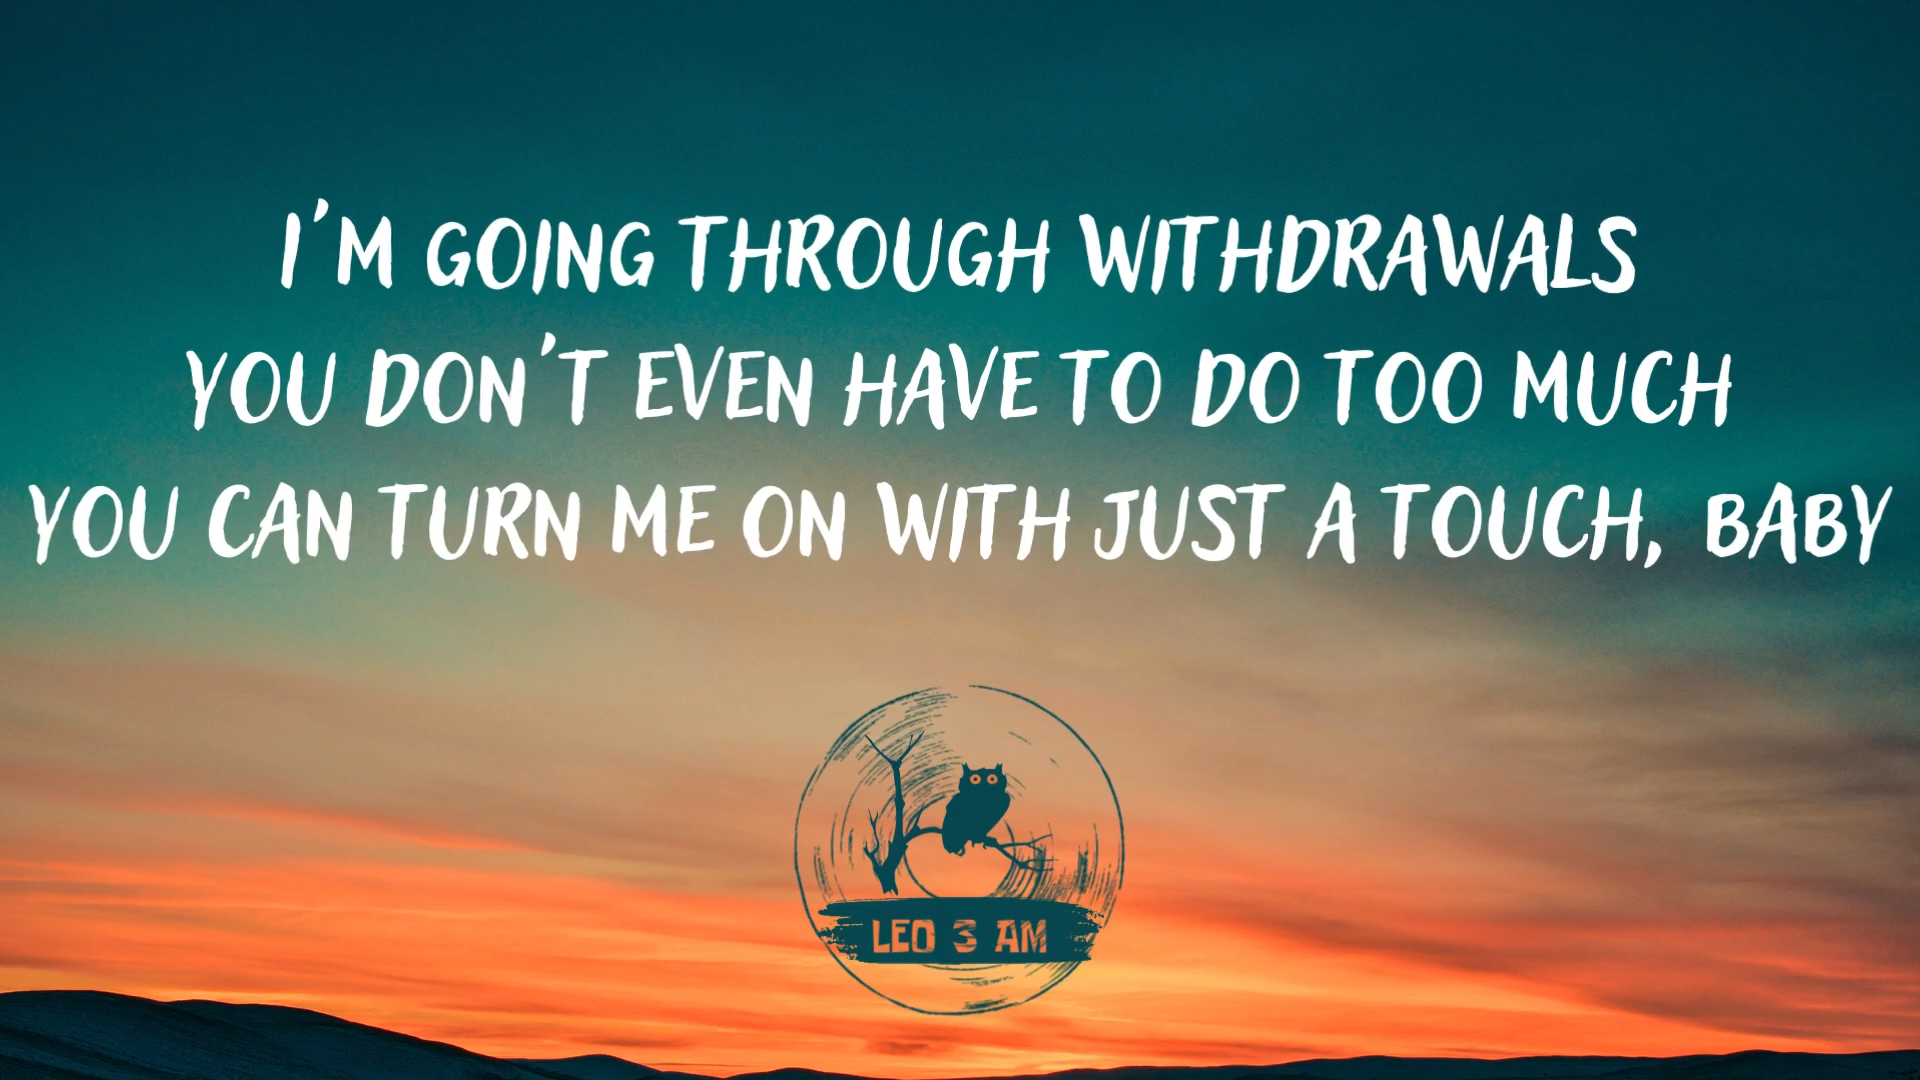 I'M GOING THROUGH WITHDRAWALS
YOU DON'T EVEN HAVE TO DO TOO MUCH
YOU CAN TURN ME ON WITH JUST A TOUCH, BABY
LEO 3 AM